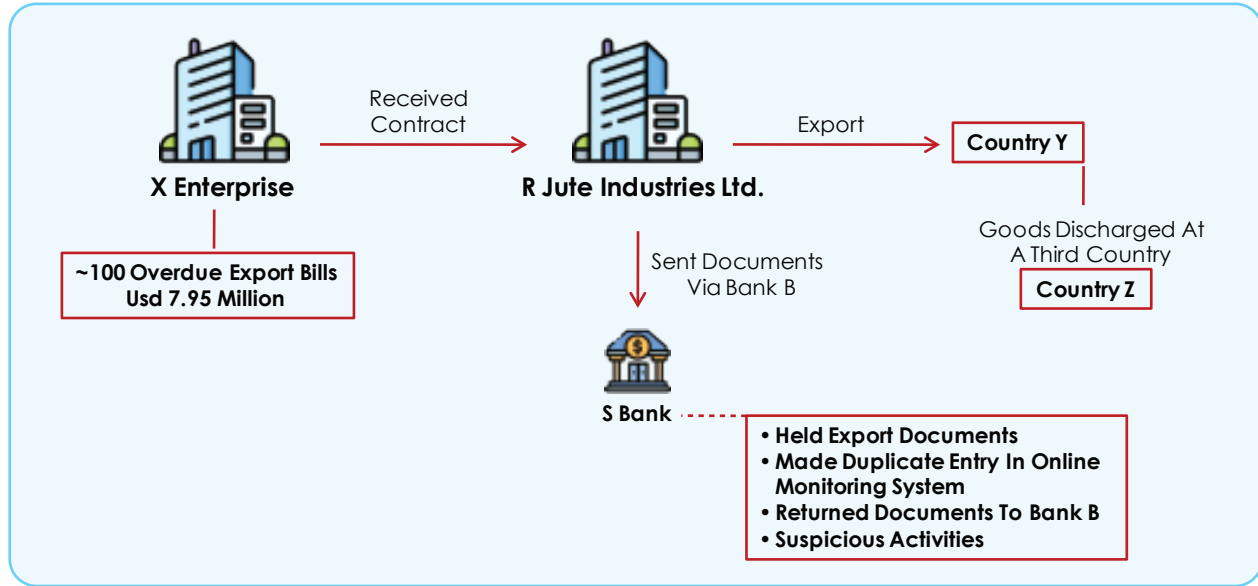 Received
Contract
Export
Country Y
X Enterprise
R Jute Industries Ltd.
~100 Overdue Export Bills
Usd 7.95 Million
Goods Discharged At
A Third Country
Country Z
Sent Documents
Via Bank B
S Bank
• Held Export Documents
• Made Duplicate Entry In Online
Monitoring System
• Returned Documents To Bank B
• Suspicious Activities